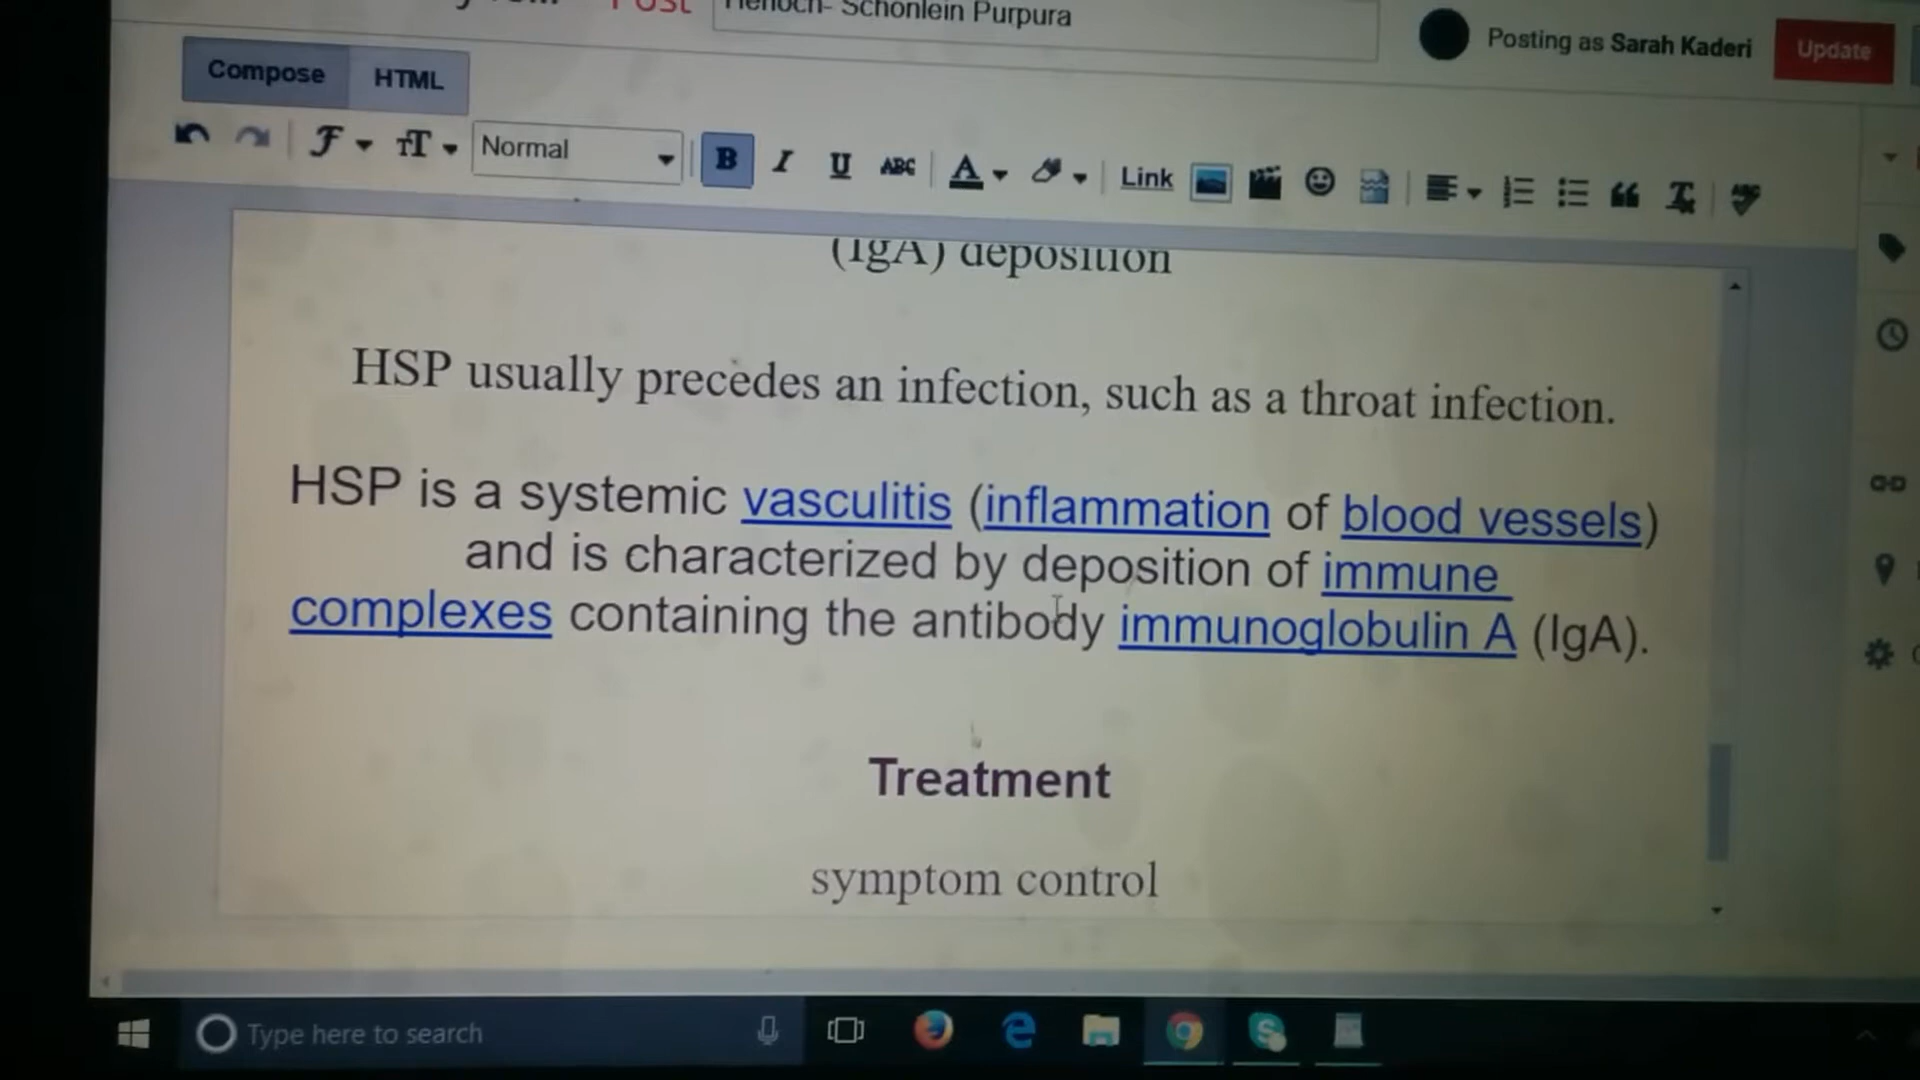 Post
Henoch- Schonlein Purpura
Posting as Sarah Kaderi
Update
Compose
HTML
Normal
B I U ABC A Link
(IgA) deposition
HSP usually precedes an infection, such as a throat infection.
HSP is a systemic vasculitis (inflammation of blood vessels)
and is characterized by deposition of immune
complexes containing the antibody immunoglobulin A (IgA).
Treatment
symptom control
Type here to search